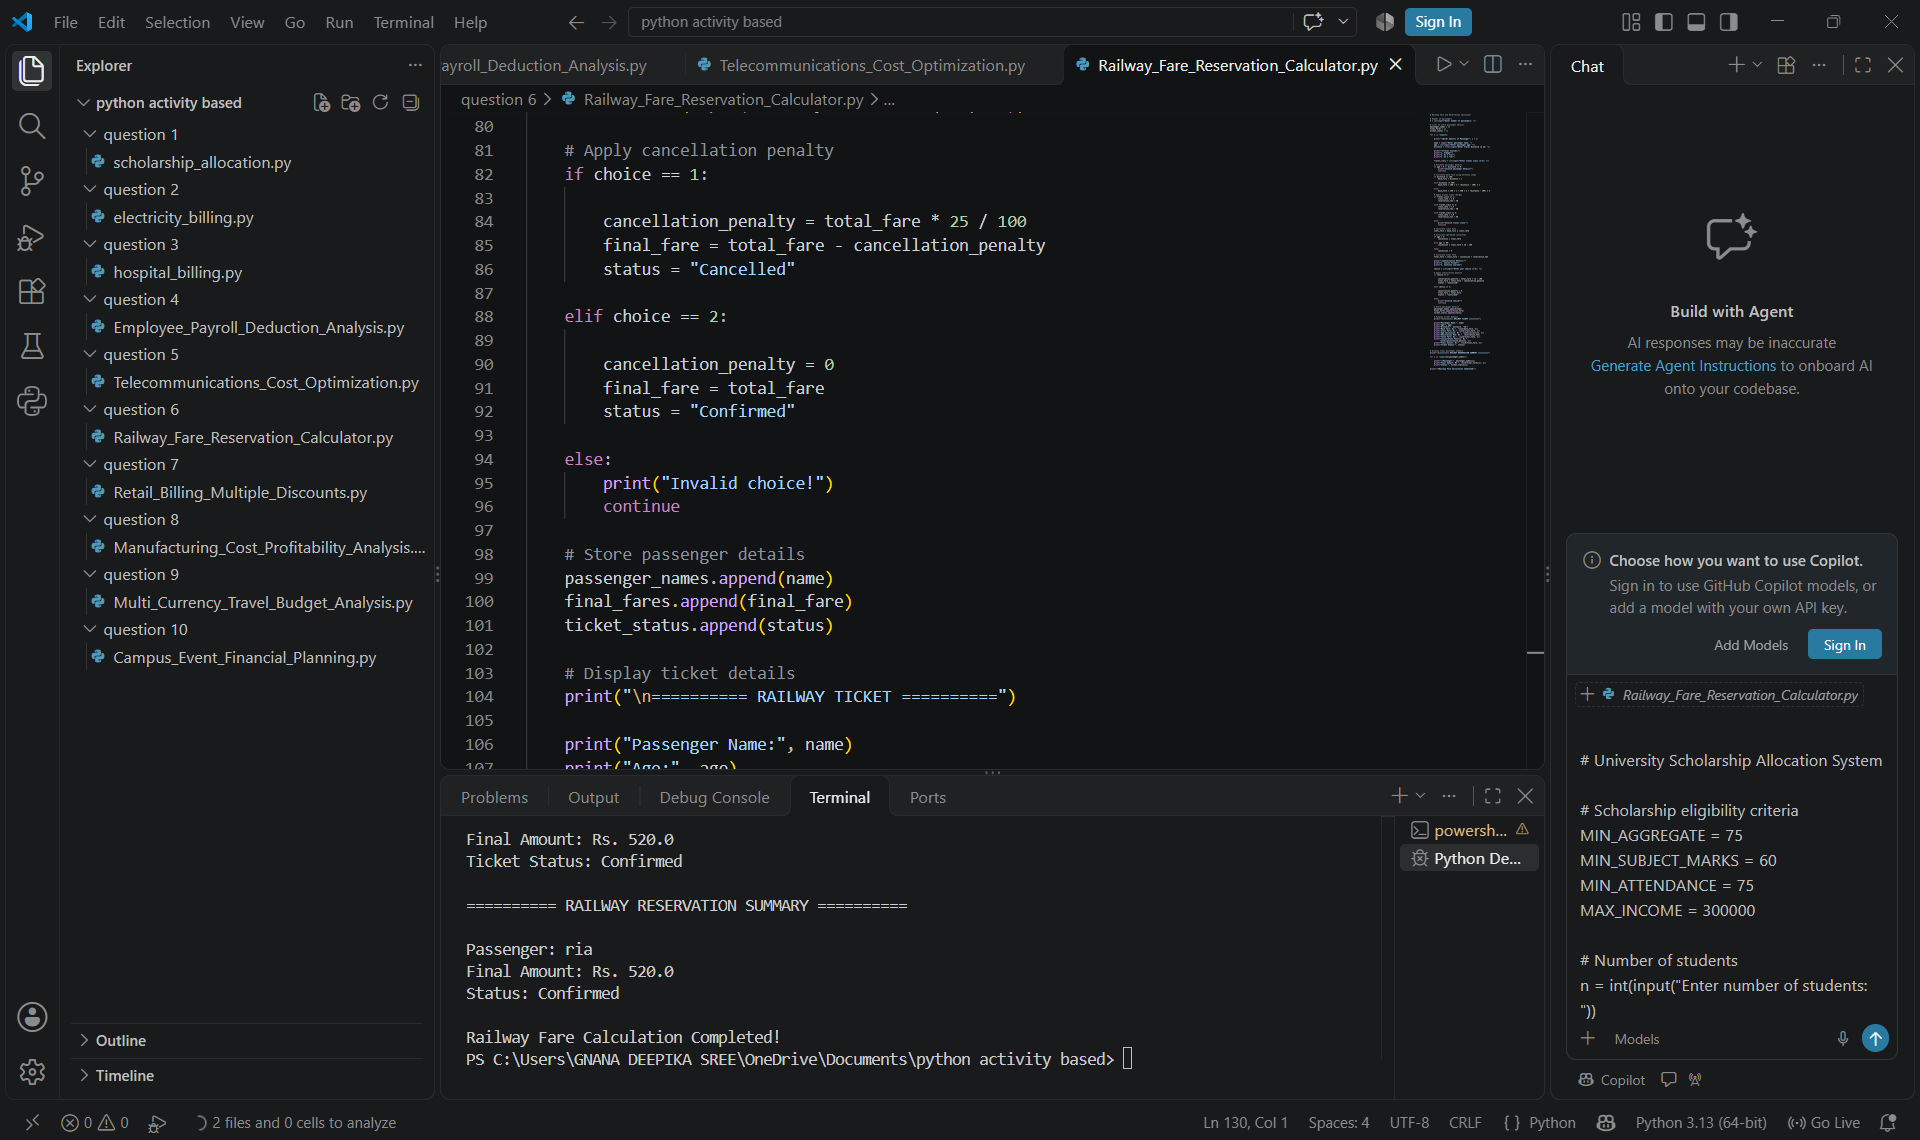 File Edit Selection View Go Run Terminal Help
python activity based
Sign In
Explorer
python activity based
question 1
scholarship_allocation.py
question 2
electricity_billing.py
question 3
hospital_billing.py
question 4
Employee_Payroll_Deduction_Analysis.py
question 5
Telecommunications_Cost_Optimization.py
question 6
Railway_Fare_Reservation_Calculator.py
question 7
Retail_Billing_Multiple_Discounts.py
question 8
Manufacturing_Cost_Profitability_Analysis....
question 9
Multi_Currency_Travel_Budget_Analysis.py
question 10
Campus_Event_Financial_Planning.py
Outline
Timeline
ayroll_Deduction_Analysis.py Telecommunications_Cost_Optimization.py Railway_Fare_Reservation_Calculator.py
question 6 > Railway_Fare_Reservation_Calculator.py > ...
80
81 # Apply cancellation penalty
82 if choice == 1:
83
84 cancellation_penalty = total_fare * 25 / 100
85 final_fare = total_fare - cancellation_penalty
86 status = "Cancelled"
87
88 elif choice == 2:
89
90 cancellation_penalty = 0
91 final_fare = total_fare
92 status = "Confirmed"
93
94 else:
95 print("Invalid choice!")
96 continue
97
98 # Store passenger details
99 passenger_names.append(name)
100 final_fares.append(final_fare)
101 ticket_status.append(status)
102
103 # Display ticket details
104 print("\n========== RAILWAY TICKET ==========")
105
106 print("Passenger Name:", name)
107 print("Age:", age)
Problems Output Debug Console Terminal Ports
Final Amount: Rs. 520.0
Ticket Status: Confirmed
========== RAILWAY RESERVATION SUMMARY ==========
Passenger: ria
Final Amount: Rs. 520.0
Status: Confirmed
Railway Fare Calculation Completed!
PS C:\Users\GNANA DEEPIKA SREE\OneDrive\Documents\python activity based>
powersh...
Python De...
Chat
Build with Agent
AI responses may be inaccurate
Generate Agent Instructions to onboard AI
onto your codebase.
Choose how you want to use Copilot.
Sign in to use GitHub Copilot models, or
add a model with your own API key.
Add Models Sign In
Railway_Fare_Reservation_Calculator.py
# University Scholarship Allocation System
# Scholarship eligibility criteria
MIN_AGGREGATE = 75
MIN_SUBJECT_MARKS = 60
MIN_ATTENDANCE = 75
MAX_INCOME = 300000
# Number of students
n = int(input("Enter number of students:
"))
Models
Copilot
0 0 2 files and 0 cells to analyze
Ln 130, Col 1 Spaces: 4 UTF-8 CRLF { } Python Python 3.13 (64-bit) Go Live